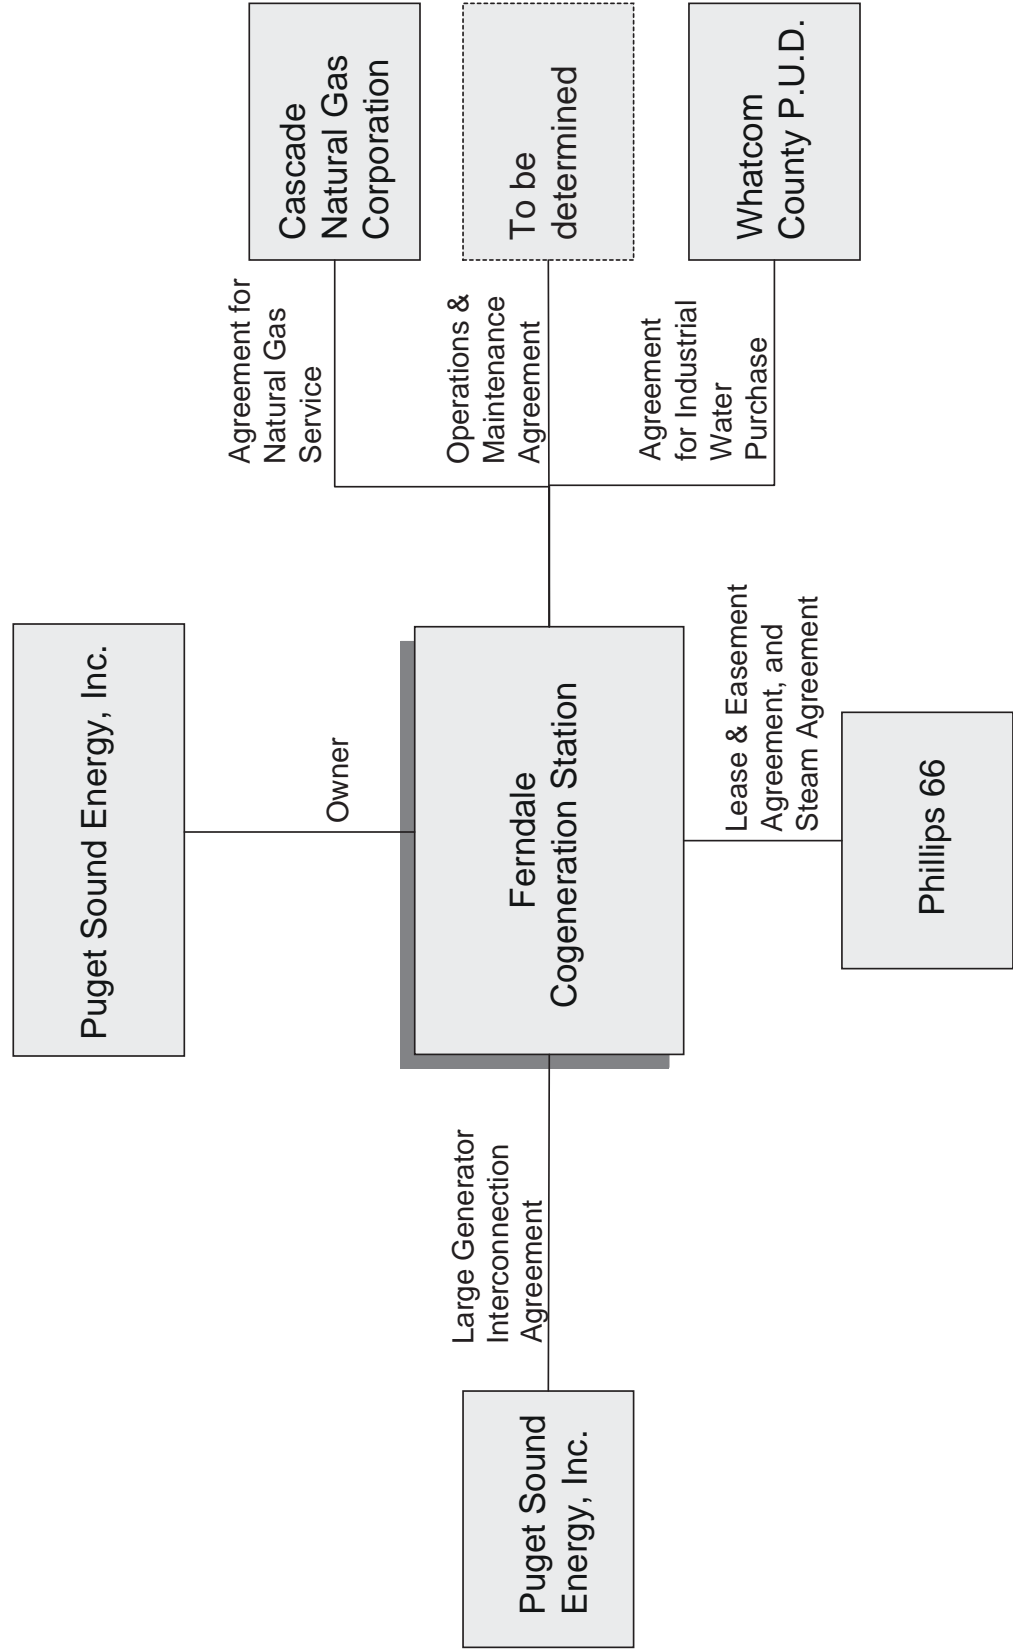 Puget Sound Energy, Inc.
Owner
Puget Sound
Energy, Inc.
Large Generator
Interconnection
Agreement
Ferndale
Cogeneration Station
Agreement for
Natural Gas
Service
Cascade
Natural Gas
Corporation
Operations &
Maintenance
Agreement
To be
determined
Agreement
for Industrial
Water
Purchase
Whatcom
County P.U.D.
Lease & Easement
Agreement, and
Steam Agreement
Phillips 66